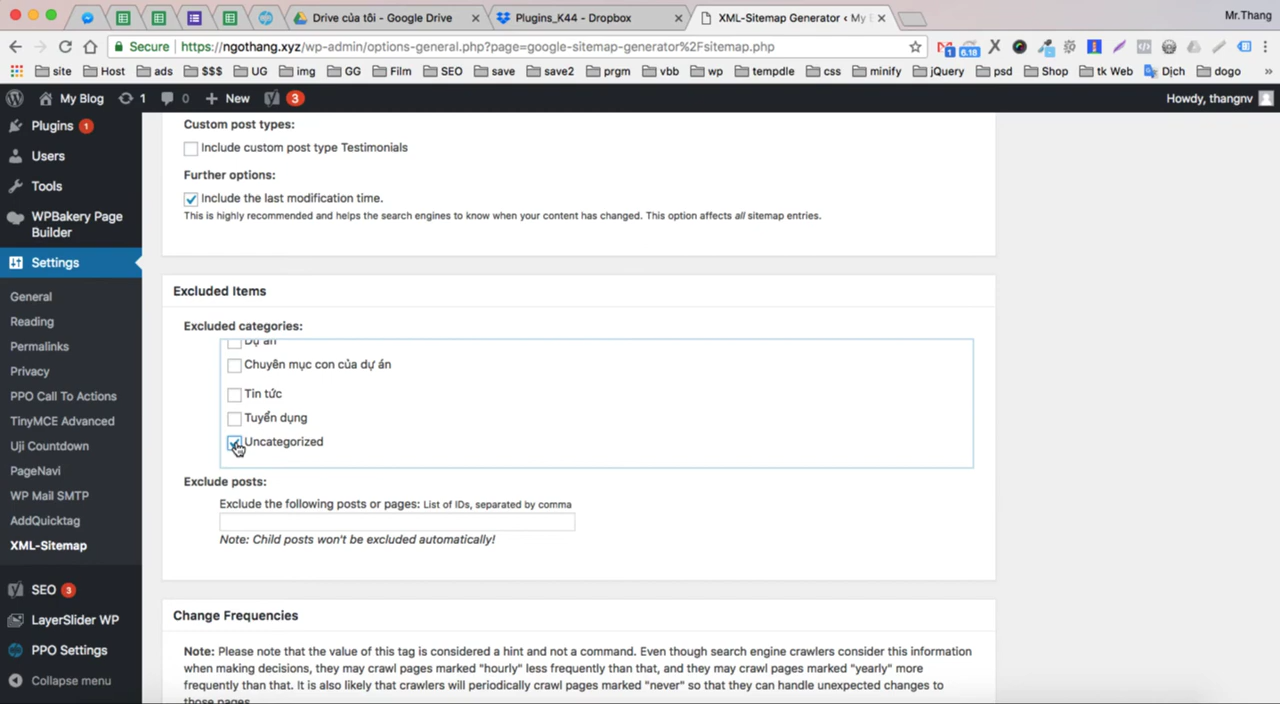 Mr.Thang
Drive của tôi - Google Drive
Plugins_K44 - Dropbox
XML-Sitemap Generator ‹ My B
Secure
https://ngothang.xyz/wp-admin/options-general.php?page=google-sitemap-generator%2Fsitemap.php
1
6.18
site
Host
ads
$$$
UG
img
GG
Film
SEO
save
save2
prgm
vbb
wp
tempdle
css
minify
jQuery
psd
Shop
tk Web
Dịch
dogo
»
My Blog
1
0
New
3
Howdy, thangnv
Plugins 1
Users
Tools
WPBakery Page
Builder
Settings
General
Reading
Permalinks
Privacy
PPO Call To Actions
TinyMCE Advanced
Uji Countdown
PageNavi
WP Mail SMTP
AddQuicktag
XML-Sitemap
SEO 3
LayerSlider WP
PPO Settings
Collapse menu
Custom post types:
Include custom post type Testimonials
Further options:
Include the last modification time.
This is highly recommended and helps the search engines to know when your content has changed. This option affects all sitemap entries.
Excluded Items
Excluded categories:
Dự án
Chuyên mục con của dự án
Tin tức
Tuyển dụng
Uncategorized
Exclude posts:
Exclude the following posts or pages: List of IDs, separated by comma
Note: Child posts won't be excluded automatically!
Change Frequencies
Note: Please note that the value of this tag is considered a hint and not a command. Even though search engine crawlers consider this information
when making decisions, they may crawl pages marked "hourly" less frequently than that, and they may crawl pages marked "yearly" more
frequently than that. It is also likely that crawlers will periodically crawl pages marked "never" so that they can handle unexpected changes to
those pages.